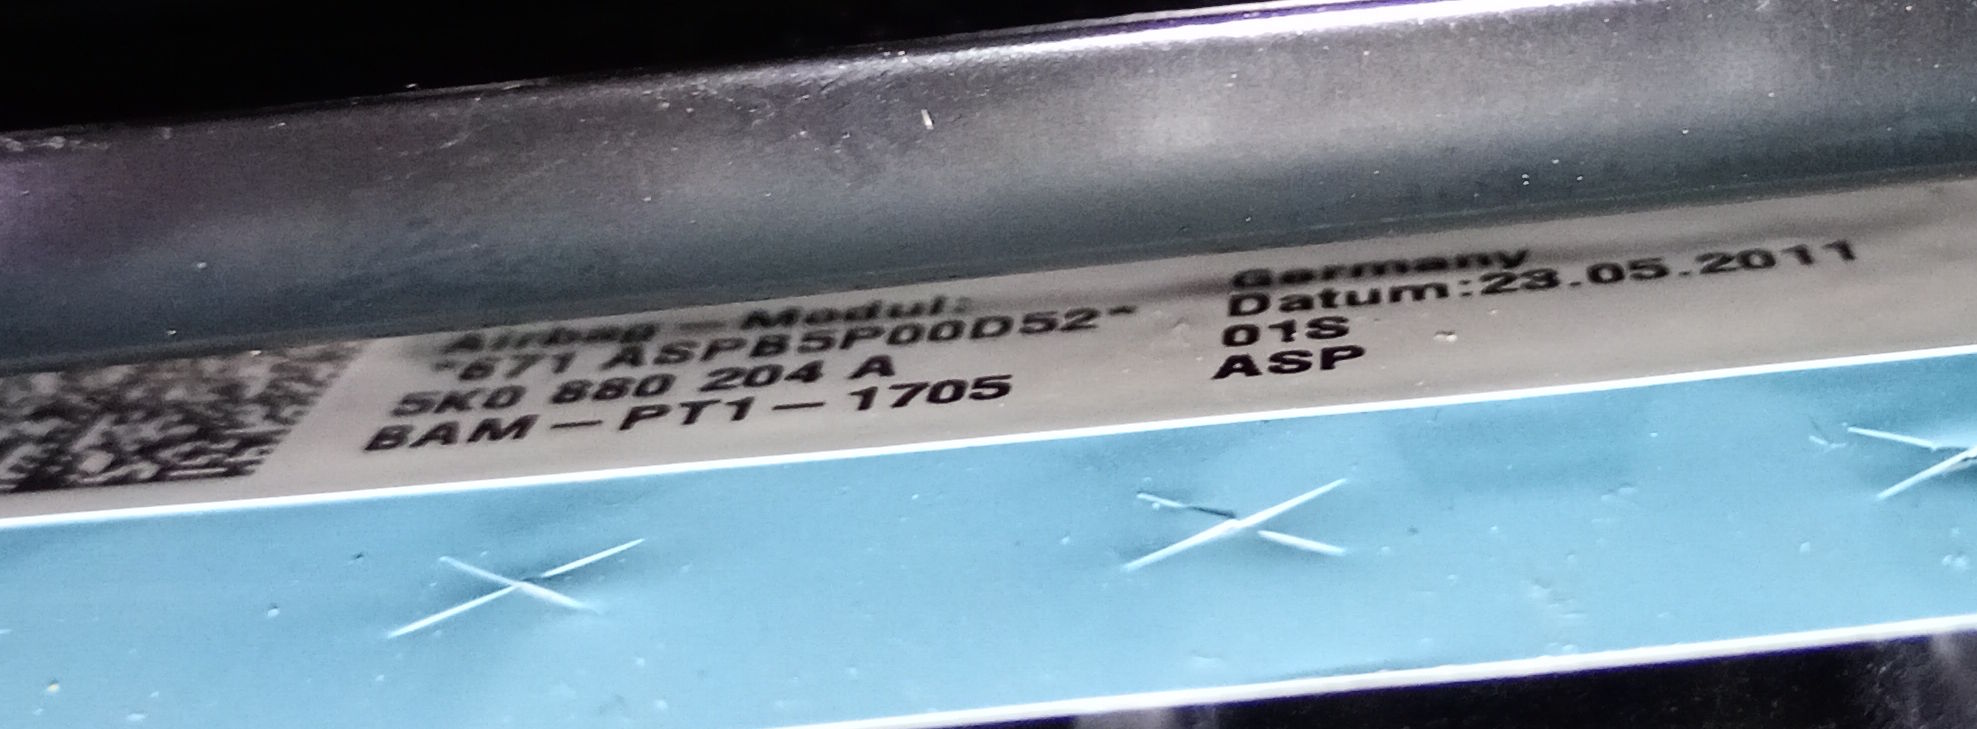 Airbag-Modul:
*671 ASPB5P00D52*
5K0 880 204 A
BAM-PT1-1705
Germany
Datum:23.05.2011
01S
ASP